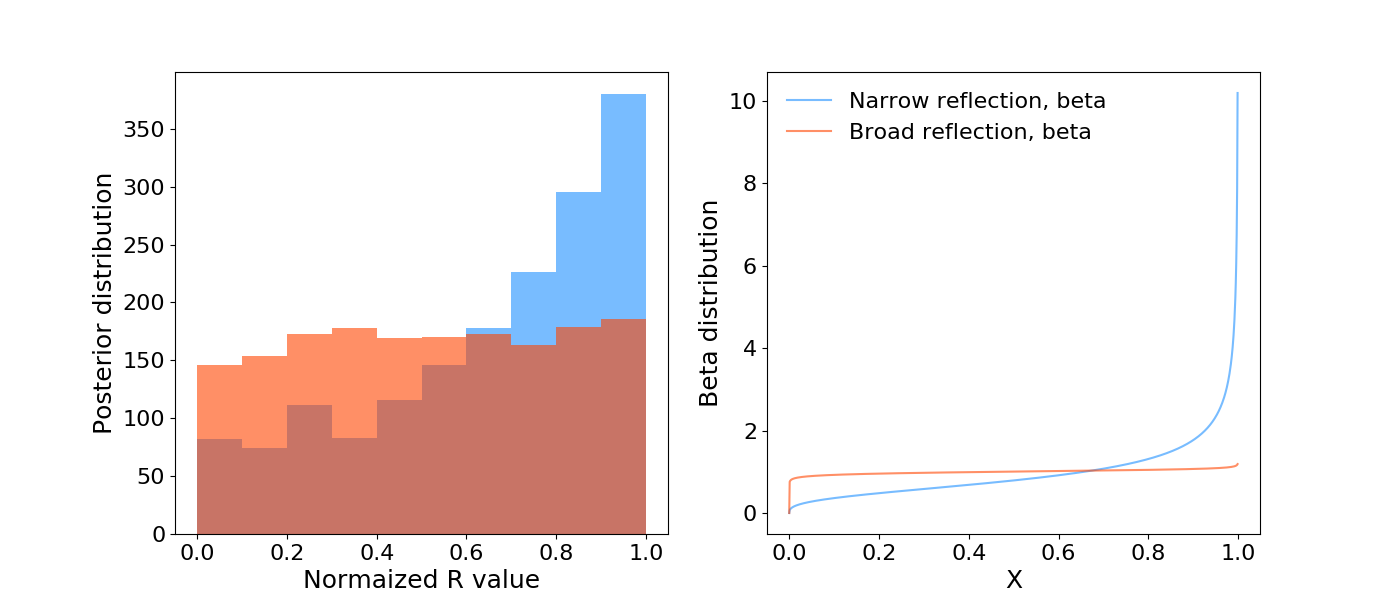 Posterior distribution
350
300
250
200
150
100
50
0
0.0 0.2 0.4 0.6 0.8 1.0
Normaized R value
Beta distribution
10
8
6
4
2
0
Narrow reflection, beta
Broad reflection, beta
0.0 0.2 0.4 0.6 0.8 1.0
X